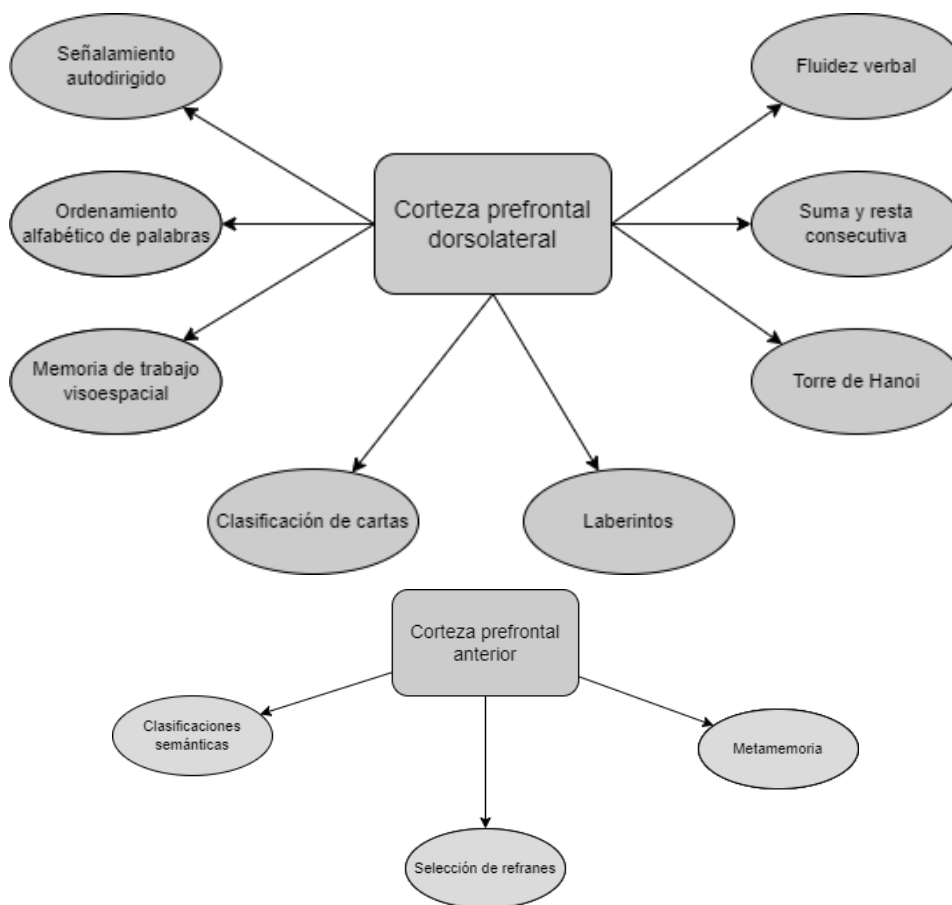 Señalamiento
autodirigido
Fluidez verbal
Corteza prefrontal
dorsolateral
Ordenamiento
alfabético de palabras
Suma y resta
consecutiva
Memoria de trabajo
visoespacial
Torre de Hanoi
Clasificación de cartas
Laberintos
Corteza prefrontal
anterior
Clasificaciones
semánticas
Metamemoria
Selección de refranes